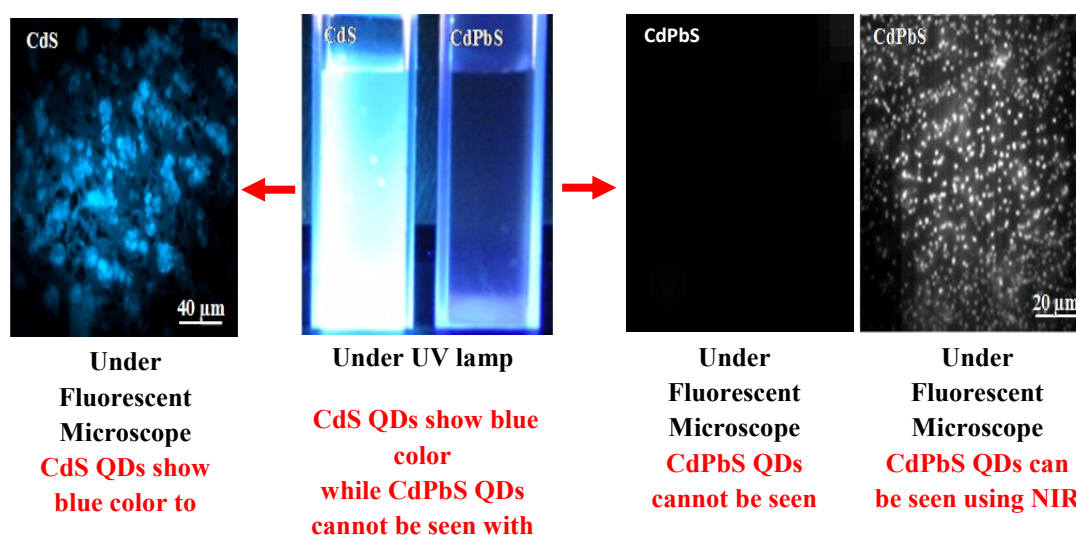 CdS
CdS
CdPbS
CdPbS
CdPbS
40 µm
20 µm
Under
Fluorescent
Microscope
CdS QDs show
blue color to
Under UV lamp
CdS QDs show blue
color
while CdPbS QDs
cannot be seen with
Under
Fluorescent
Microscope
CdPbS QDs
cannot be seen
Under
Fluorescent
Microscope
CdPbS QDs can
be seen using NIR